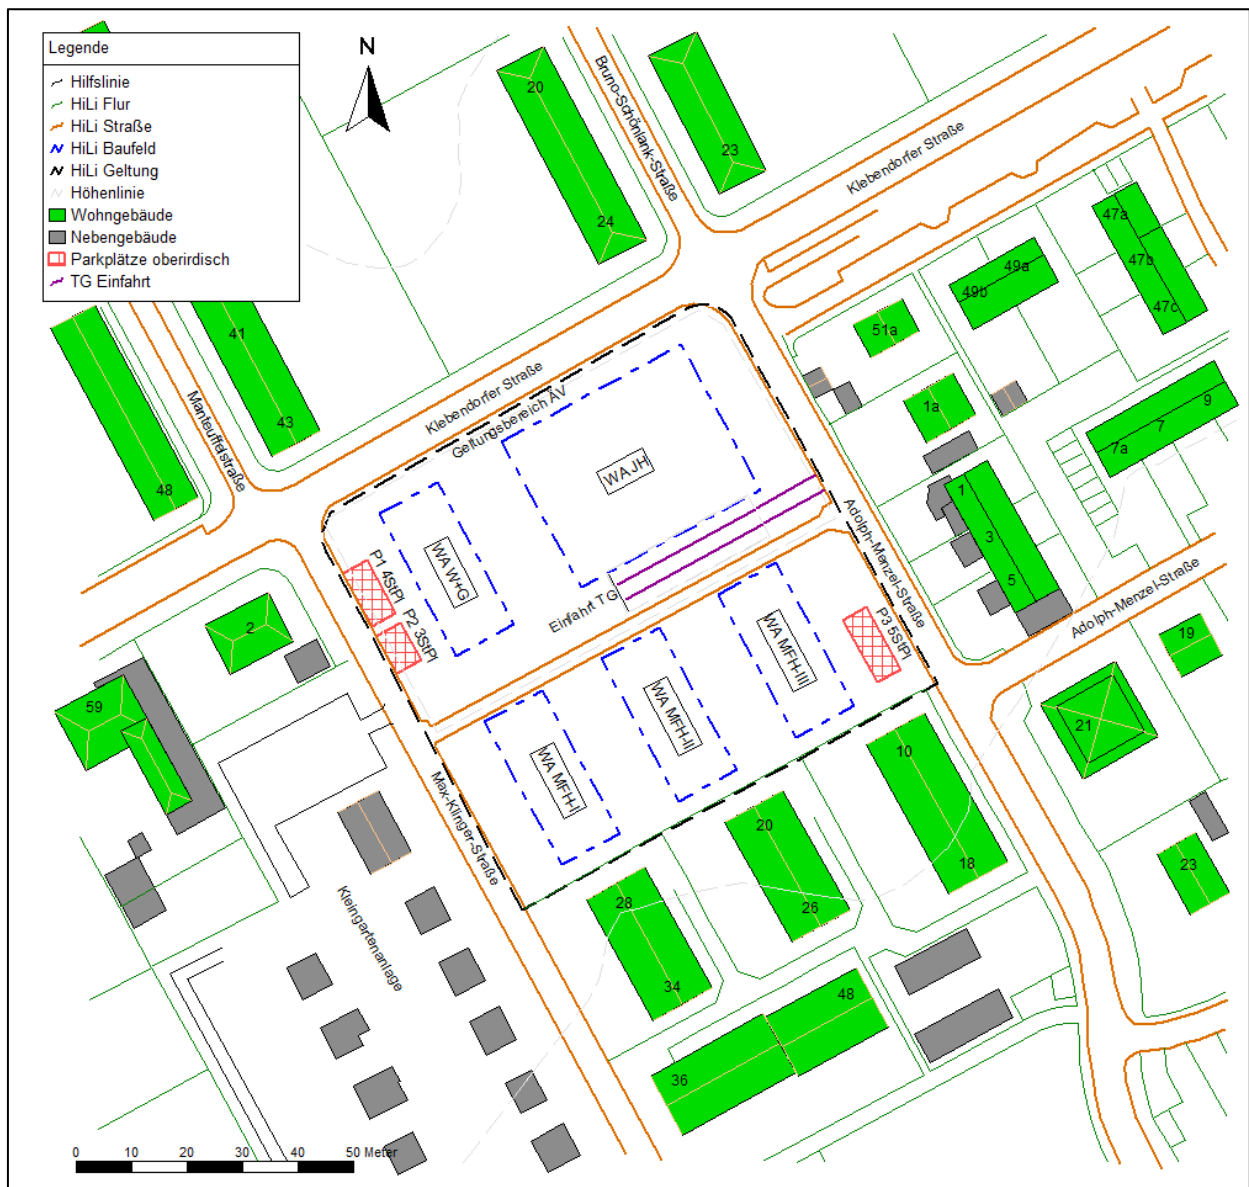 Legende
Hilfslinie
HiLi Flur
HiLi Straße
HiLi Baufeld
HiLi Geltung
Höhenlinie
Wohngebäude
Nebengebäude
Parkplätze oberirdisch
TG Einfahrt
N
20
24
Bruno-Schönlank-Straße
23
Klebendorfer Straße
47a
47b
47c
49a
49b
51a
1a
41
43
48
Manteuffelstraße
Klebendorfer Straße
Geltungsbereich ÄV
WA JH
WA WG
P1 4StPl
P2 3StPl
Einfahrt TG
Adolph-Menzel-Straße
1
3
5
7a
7
9
Adolph-Menzel-Straße
WA MFH-III
P3 5StPl
WA MFH-II
WA MFH-I
Max-Klinger-Straße
2
59
19
21
23
10
18
20
26
28
34
48
36
Kleingartenanlage
0 10 20 30 40 50 Meter